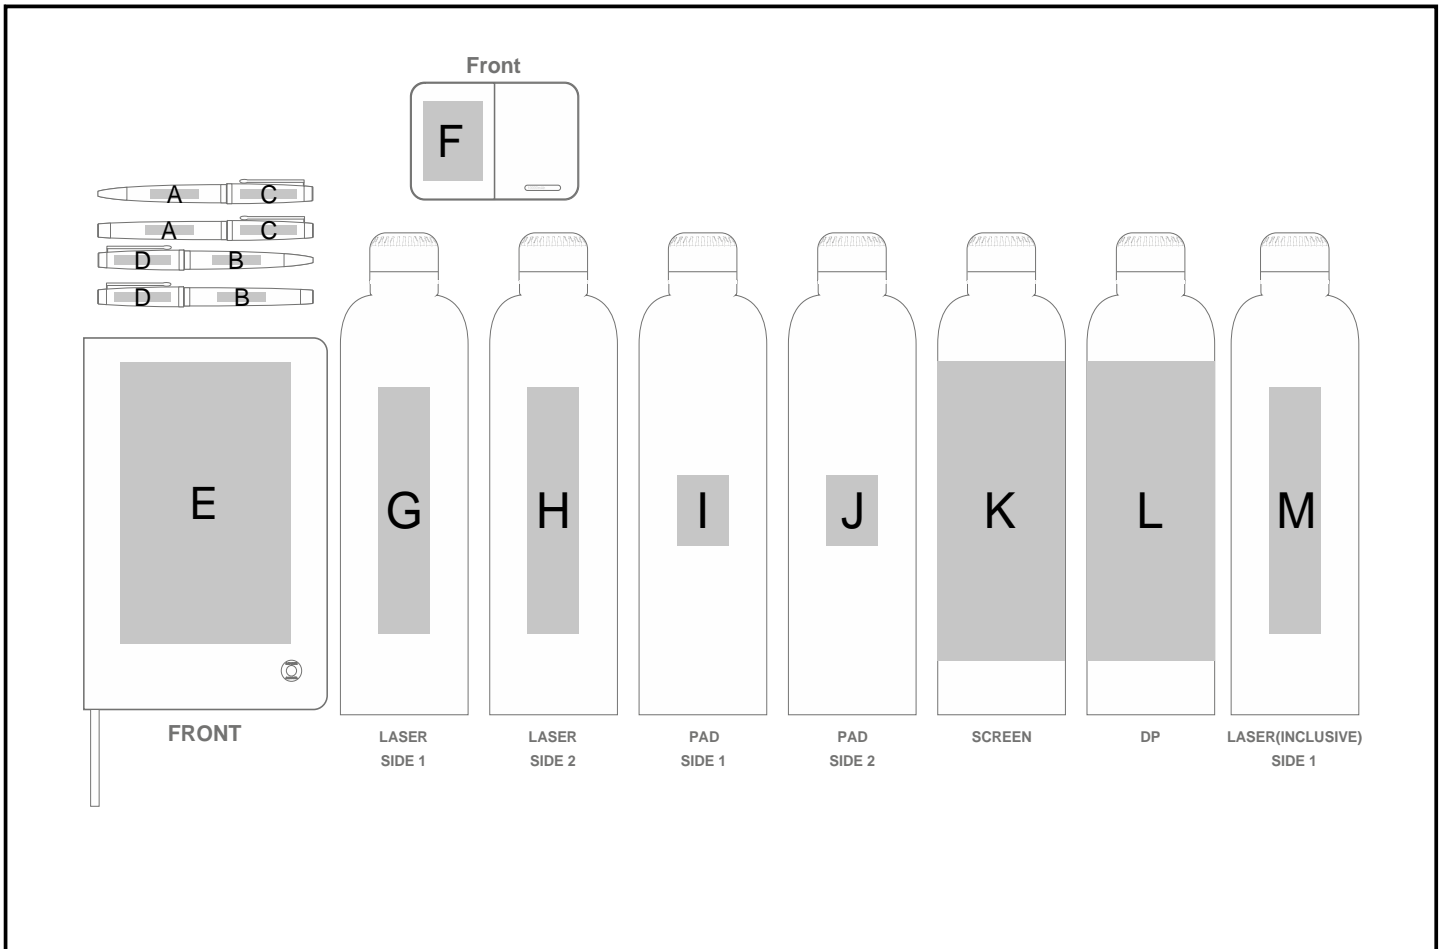 Front
F
A C
A C
D B
D B
E
G H I J K L M
FRONT
LASER SIDE 1
LASER SIDE 2
PAD SIDE 1
PAD SIDE 2
SCREEN
DP
LASER(INCLUSIVE) SIDE 1